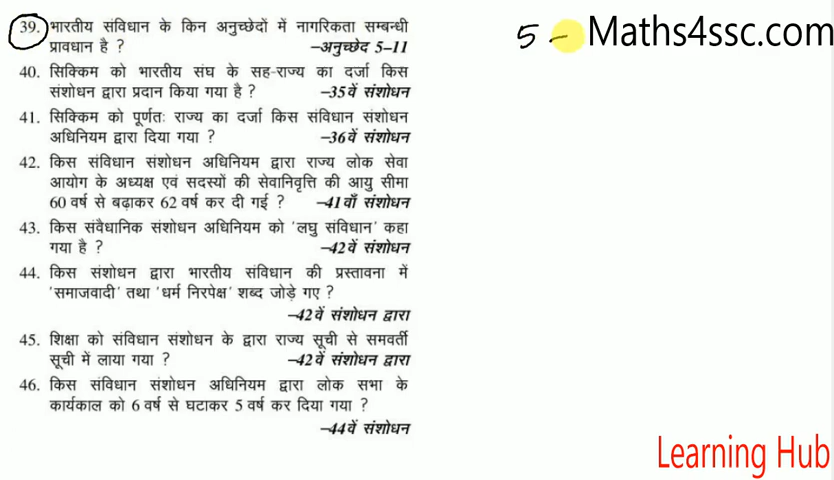 39. भारतीय संविधान के किन अनुच्छेदों में नागरिकता सम्बन्धी
प्रावधान है ? –अनुच्छेद 5–11
40. सिक्किम को भारतीय संघ के सह-राज्य का दर्जा किस
संशोधन द्वारा प्रदान किया गया है ? –35वें संशोधन
41. सिक्किम को पूर्णतः राज्य का दर्जा किस संविधान संशोधन
अधिनियम द्वारा दिया गया ? –36वें संशोधन
42. किस संविधान संशोधन अधिनियम द्वारा राज्य लोक सेवा
आयोग के अध्यक्ष एवं सदस्यों की सेवानिवृत्ति की आयु सीमा
60 वर्ष से बढ़ाकर 62 वर्ष कर दी गई ? –41वाँ संशोधन
43. किस संवैधानिक संशोधन अधिनियम को 'लघु संविधान' कहा
गया है ? –42वें संशोधन
44. किस संशोधन द्वारा भारतीय संविधान की प्रस्तावना में
'समाजवादी' तथा 'धर्म निरपेक्ष' शब्द जोड़े गए ?
–42वें संशोधन द्वारा
45. शिक्षा को संविधान संशोधन के द्वारा राज्य सूची से समवर्ती
सूची में लाया गया ? –42वें संशोधन द्वारा
46. किस संविधान संशोधन अधिनियम द्वारा लोक सभा के
कार्यकाल को 6 वर्ष से घटाकर 5 वर्ष कर दिया गया ?
–44वें संशोधन
5 – Maths4ssc.com
Learning Hub